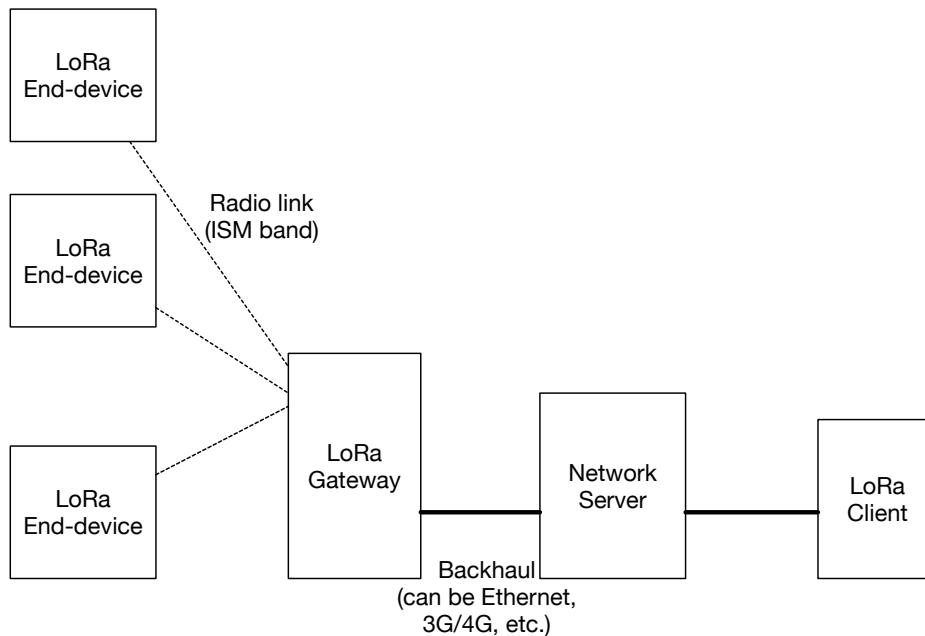 LoRa
End-device
Radio link
(ISM band)
LoRa
End-device
LoRa
End-device
LoRa
Gateway
Network
Server
LoRa
Client
Backhaul
(can be Ethernet,
3G/4G, etc.)